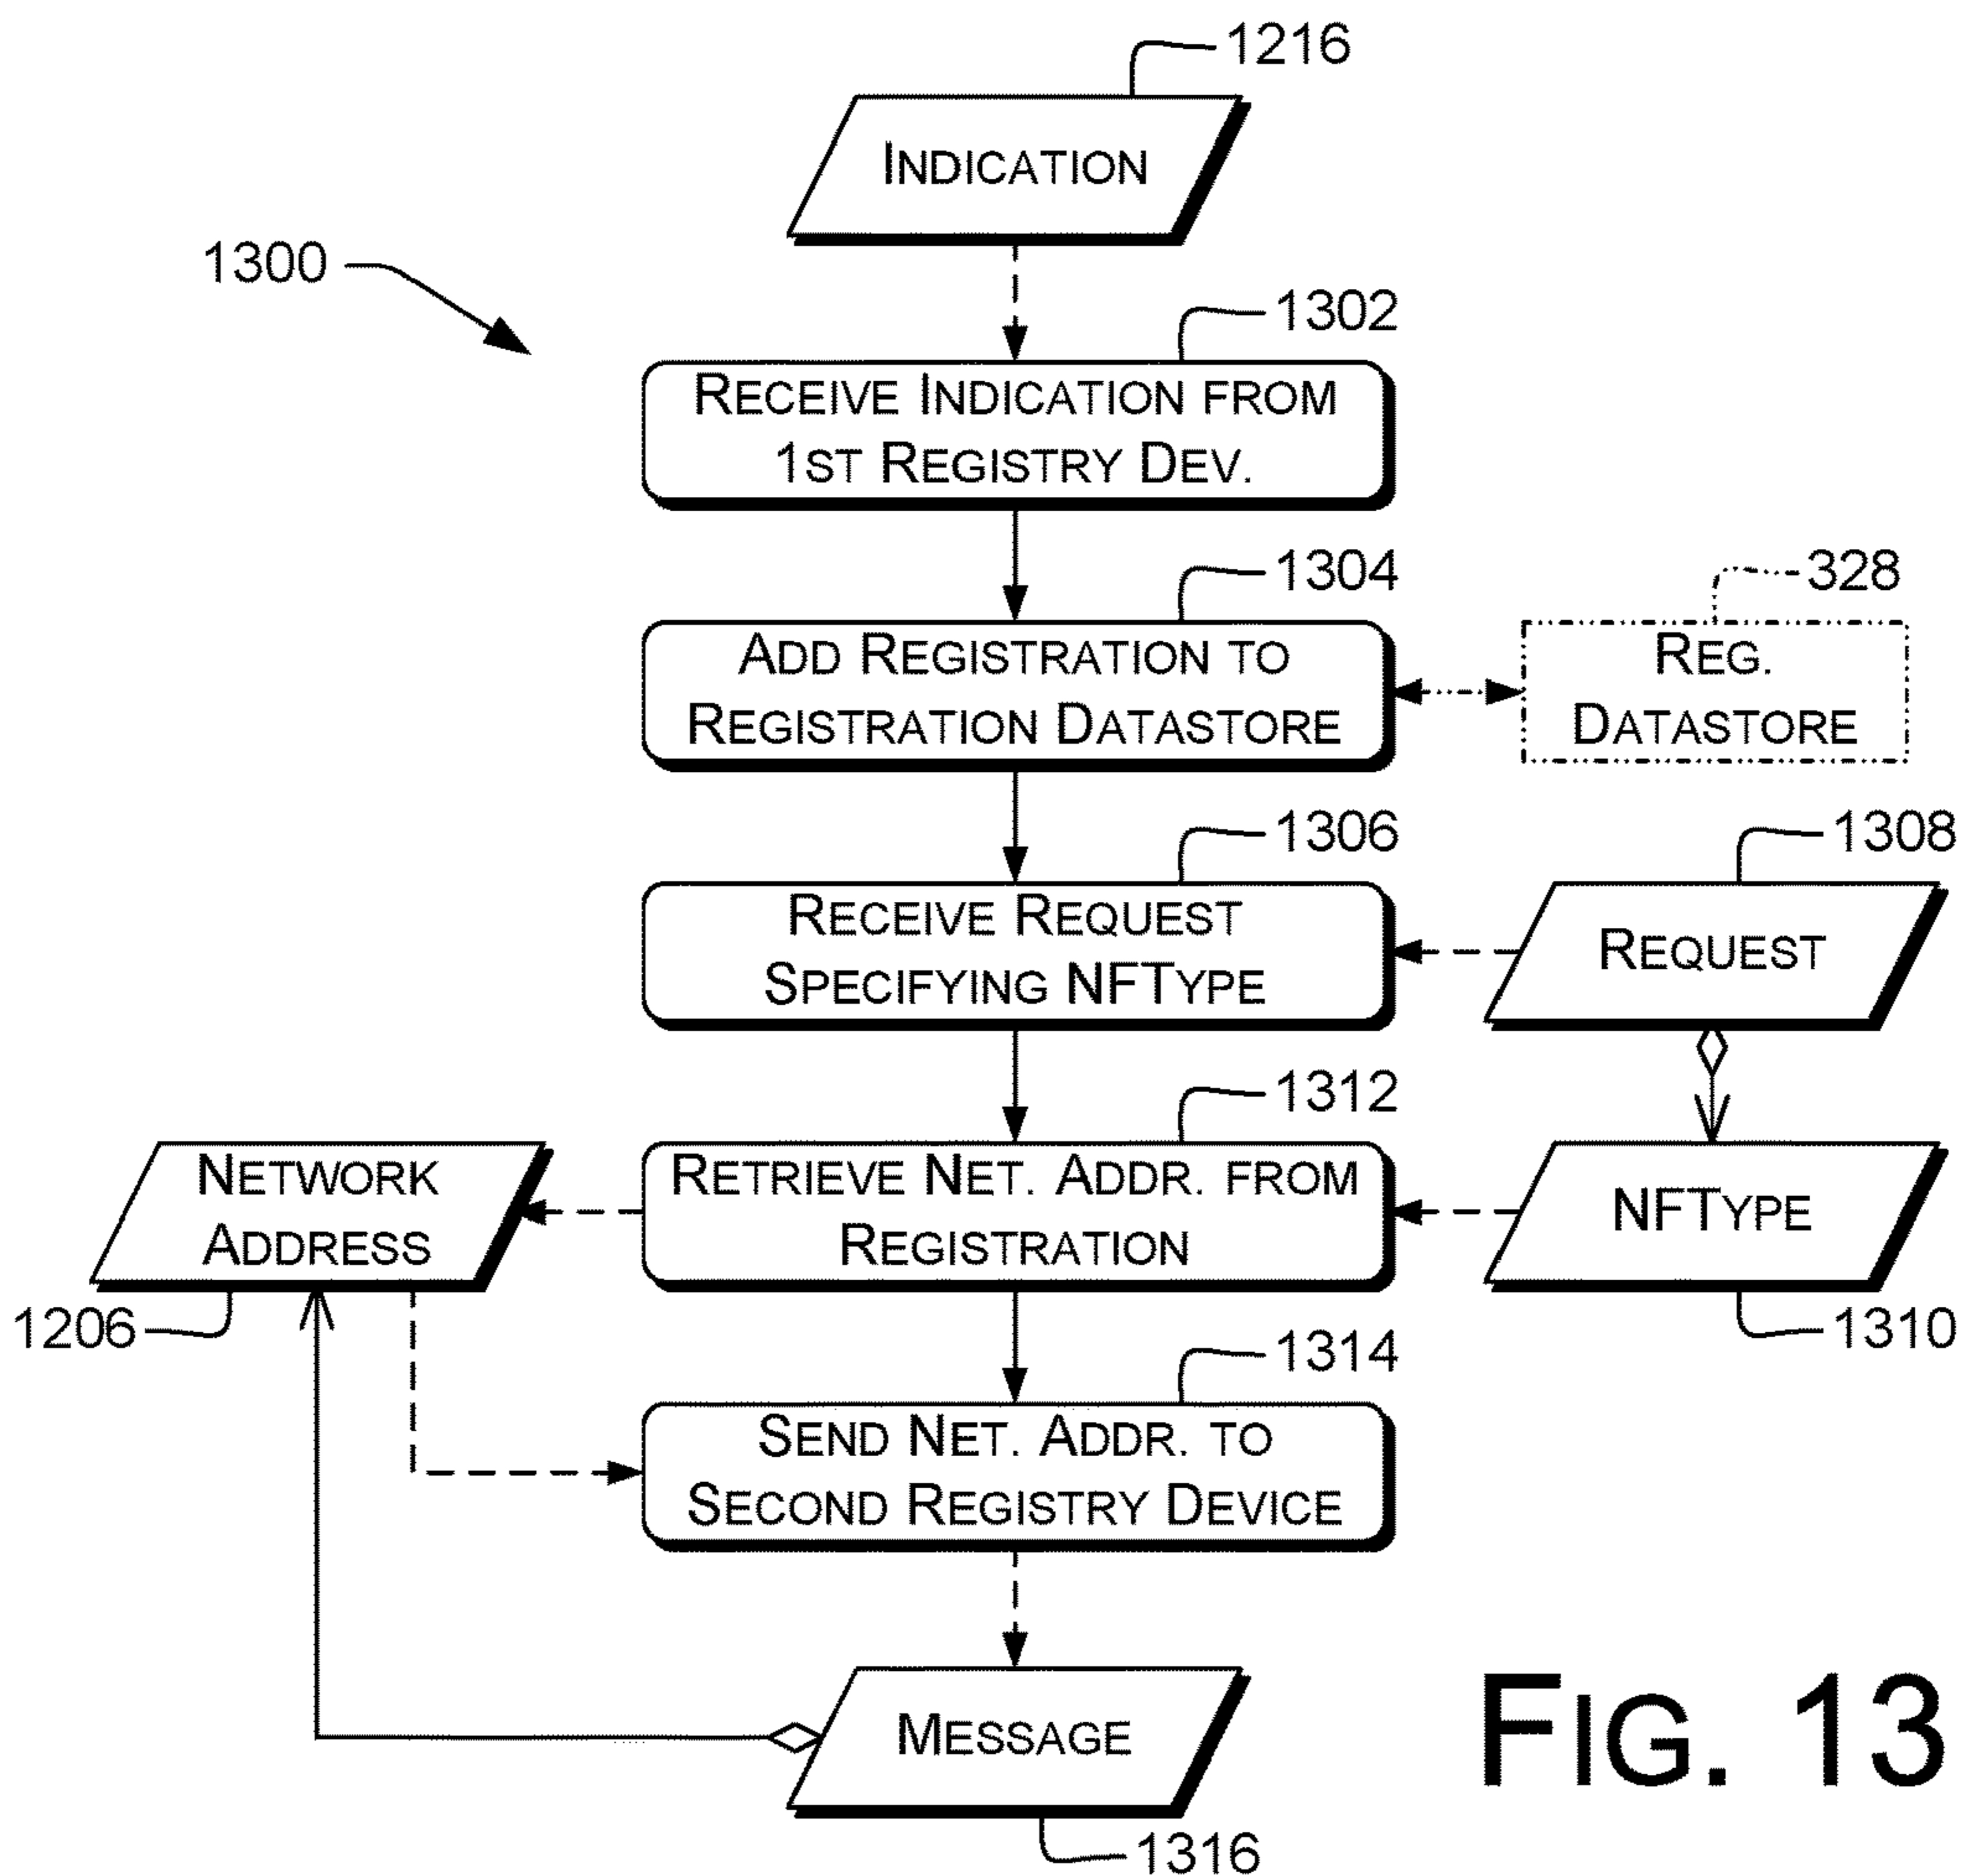 1216
INDICATION
1300
1302
RECEIVE INDICATION FROM
1ST REGISTRY DEV.
1304
328
ADD REGISTRATION TO
REGISTRATION DATASTORE
REG.
DATASTORE
1306
1308
RECEIVE REQUEST
SPECIFYING NFTYPE
REQUEST
1312
NETWORK
ADDRESS
RETRIEVE NET. ADDR. FROM
REGISTRATION
NFTYPE
1206
1310
1314
SEND NET. ADDR. TO
SECOND REGISTRY DEVICE
MESSAGE
1316
FIG. 13